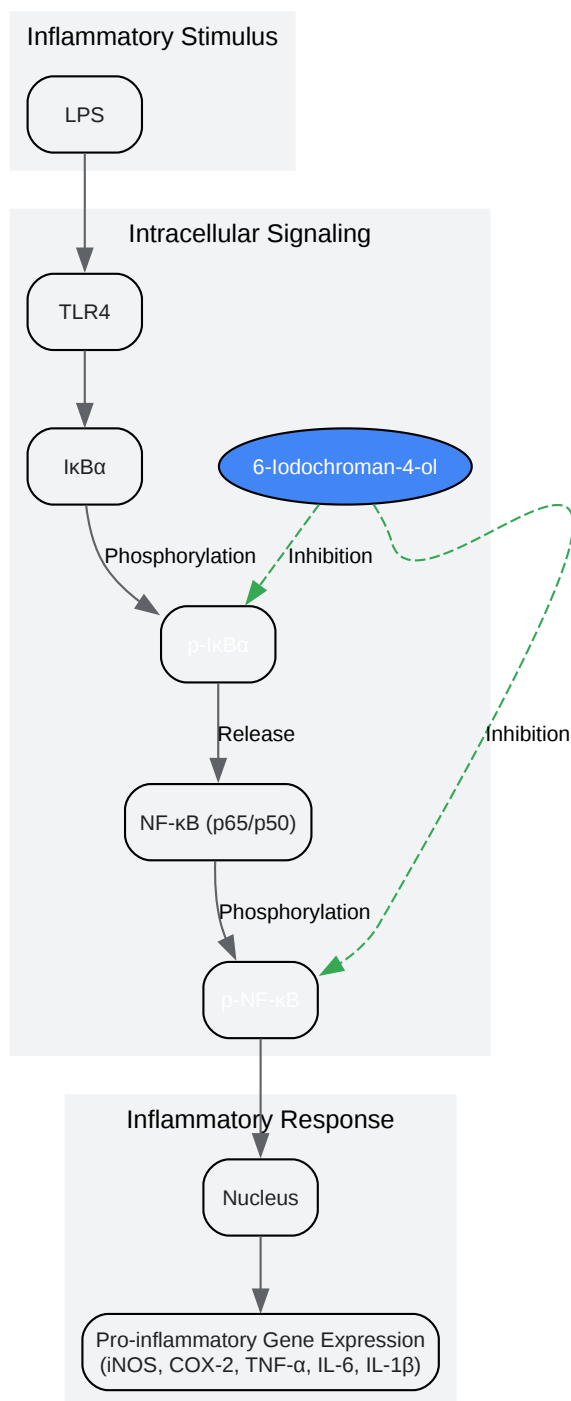 Inflammatory Stimulus
LPS
Intracellular Signaling
TLR4
IκBα
6-Iodochroman-4-ol
Phosphorylation
Inhibition
p-IκBα
Release
Inhibition
NF-κB (p65/p50)
Phosphorylation
p-NF-κB
Inflammatory Response
Nucleus
Pro-inflammatory Gene Expression
(iNOS, COX-2, TNF-α, IL-6, IL-1β)